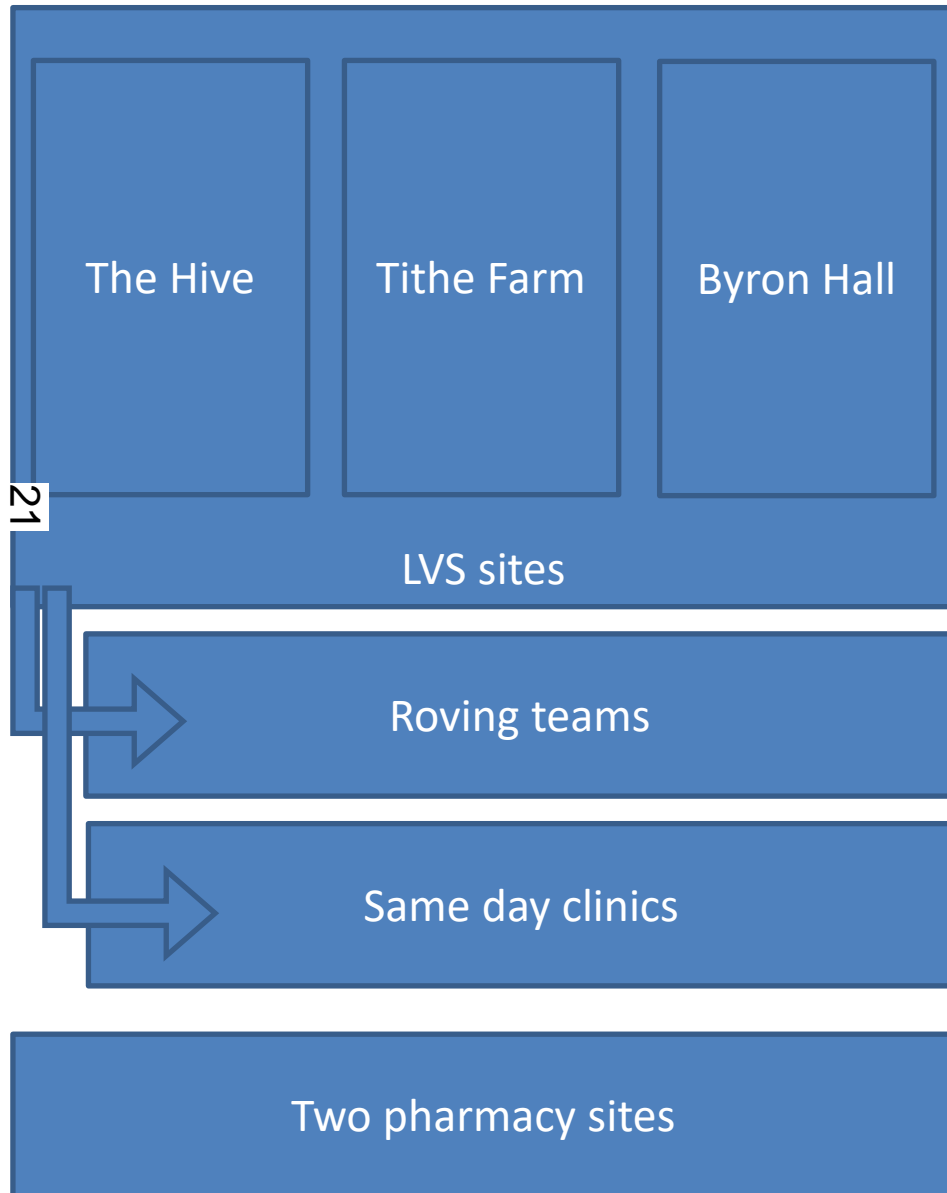 The Hive
Tithe Farm
Byron Hall
21
LVS sites
Roving teams
Same day clinics
Two pharmacy sites